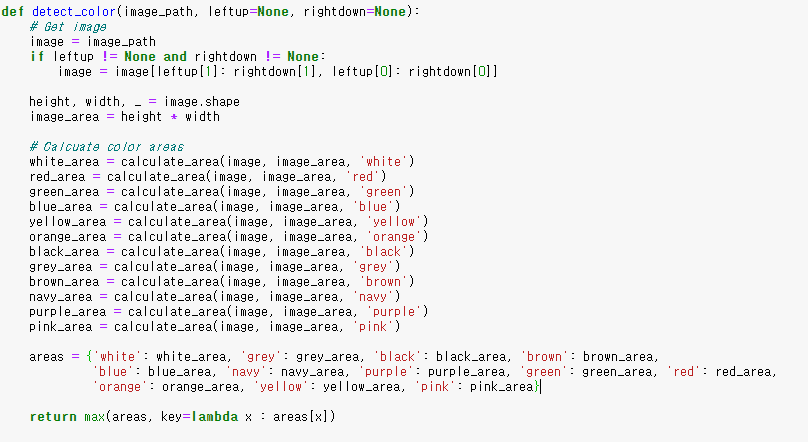 def detect_color(image_path, leftup=None, rightdown=None):
    # Get image
    image = image_path
    if leftup != None and rightdown != None:
        image = image[leftup[1]: rightdown[1], leftup[0]: rightdown[0]]

    height, width, _ = image.shape
    image_area = height * width

    # Calcuate color areas
    white_area = calculate_area(image, image_area, 'white')
    red_area = calculate_area(image, image_area, 'red')
    green_area = calculate_area(image, image_area, 'green')
    blue_area = calculate_area(image, image_area, 'blue')
    yellow_area = calculate_area(image, image_area, 'yellow')
    orange_area = calculate_area(image, image_area, 'orange')
    black_area = calculate_area(image, image_area, 'black')
    grey_area = calculate_area(image, image_area, 'grey')
    brown_area = calculate_area(image, image_area, 'brown')
    navy_area = calculate_area(image, image_area, 'navy')
    purple_area = calculate_area(image, image_area, 'purple')
    pink_area = calculate_area(image, image_area, 'pink')

    areas = {'white': white_area, 'grey': grey_area, 'black': black_area, 'brown': brown_area,
             'blue': blue_area, 'navy': navy_area, 'purple': purple_area, 'green': green_area, 'red': red_area,
             'orange': orange_area, 'yellow': yellow_area, 'pink': pink_area}

    return max(areas, key=lambda x : areas[x])